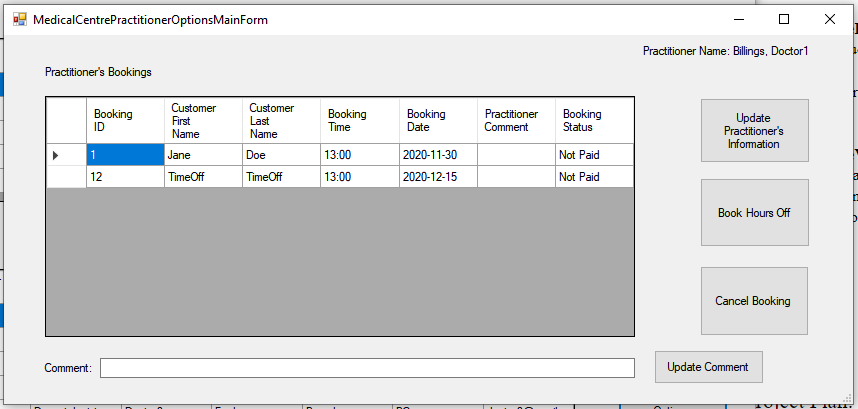 MedicalCentrePractitionerOptionsMainForm
Practitioner Name: Billings, Doctor1
Practitioner's Bookings
Booking ID Customer First Name Customer Last Name Booking Time Booking Date Practitioner Comment Booking Status
1 Jane Doe 13:00 2020-11-30 Not Paid
12 TimeOff TimeOff 13:00 2020-12-15 Not Paid
Update
Practitioner's
Information
Book Hours Off
Cancel Booking
Comment:
Update Comment